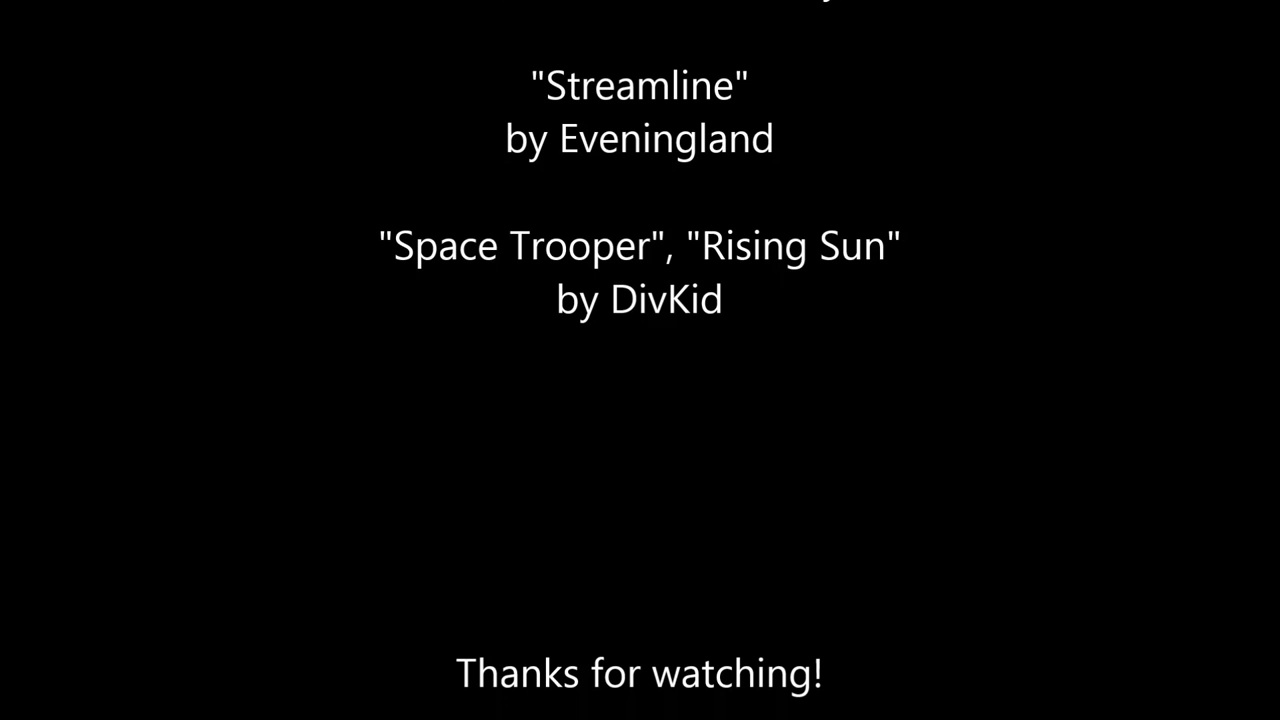 "Streamline"
by Eveningland
"Space Trooper", "Rising Sun"
by DivKid
Thanks for watching!